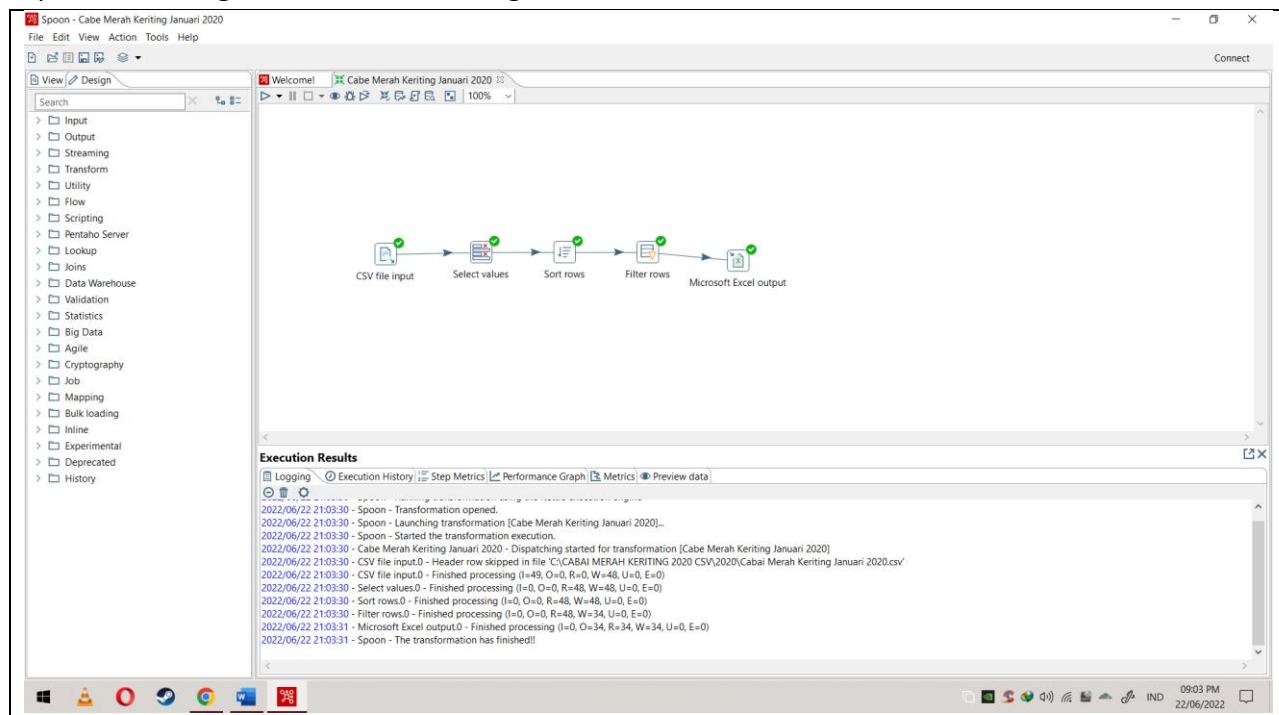 Spoon - Cabe Merah Keriting Januari 2020
File Edit View Action Tools Help
Connect
View Design
Search
Input
Output
Streaming
Transform
Utility
Flow
Scripting
Pentaho Server
Lookup
Joins
Data Warehouse
Validation
Statistics
Big Data
Agile
Cryptography
Job
Mapping
Bulk loading
Inline
Experimental
Deprecated
History
Welcome! Cabe Merah Keriting Januari 2020
100%
CSV file input Select values Sort rows Filter rows Microsoft Excel output
Execution Results
Logging Execution History Step Metrics Performance Graph Metrics Preview data
2022/06/22 21:03:30 - Spoon - Transformation opened.
2022/06/22 21:03:30 - Spoon - Launching transformation [Cabe Merah Keriting Januari 2020]...
2022/06/22 21:03:30 - Spoon - Started the transformation execution.
2022/06/22 21:03:30 - Cabe Merah Keriting Januari 2020 - Dispatching started for transformation [Cabe Merah Keriting Januari 2020]
2022/06/22 21:03:30 - CSV file input.0 - Header row skipped in file 'C:\CABAI MERAH KERITING 2020 CSV\2020\Cabai Merah Keriting Januari 2020.csv'
2022/06/22 21:03:30 - CSV file input.0 - Finished processing (I=49, O=0, R=0, W=48, U=0, E=0)
2022/06/22 21:03:30 - Select values.0 - Finished processing (I=0, O=0, R=48, W=48, U=0, E=0)
2022/06/22 21:03:30 - Sort rows.0 - Finished processing (I=0, O=0, R=48, W=48, U=0, E=0)
2022/06/22 21:03:30 - Filter rows.0 - Finished processing (I=0, O=0, R=48, W=34, U=0, E=0)
2022/06/22 21:03:31 - Microsoft Excel output.0 - Finished processing (I=0, O=34, R=34, W=34, U=0, E=0)
2022/06/22 21:03:31 - Spoon - The transformation has finished!!
IND
09:03 PM
22/06/2022